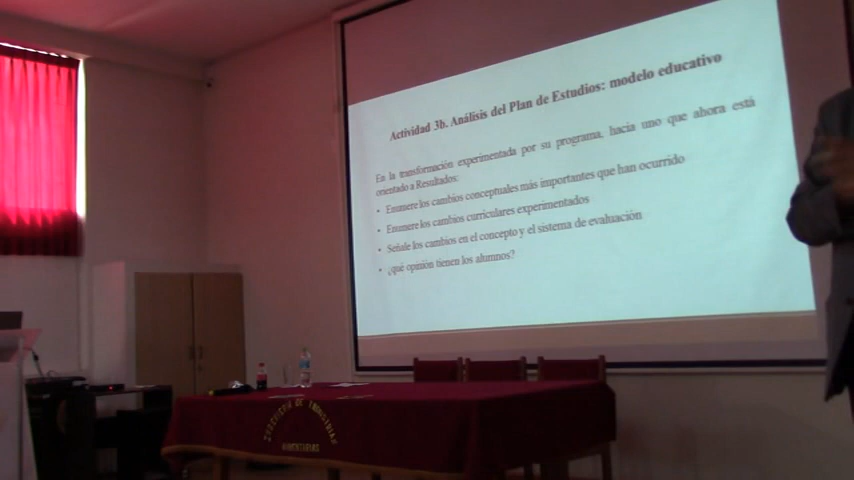 Actividad 3b. Análisis del Plan de Estudios: modelo educativo
En la transformación experimentada por su programa, hacia uno que ahora está
orientado a Resultados:
• Enumere los cambios conceptuales más importantes que han ocurrido
• Enumere los cambios curriculares experimentados
• Señale los cambios en el concepto y el sistema de evaluación
• ¿qué opinión tienen los alumnos?
DE INDUSTRIAS